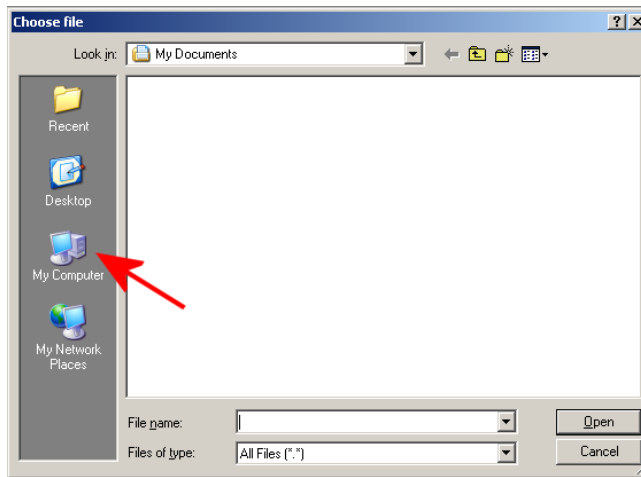 Choose file
Look in:
My Documents
Recent
Desktop
My Computer
My Network
Places
File name:
Open
Files of type:
All Files (*.*)
Cancel